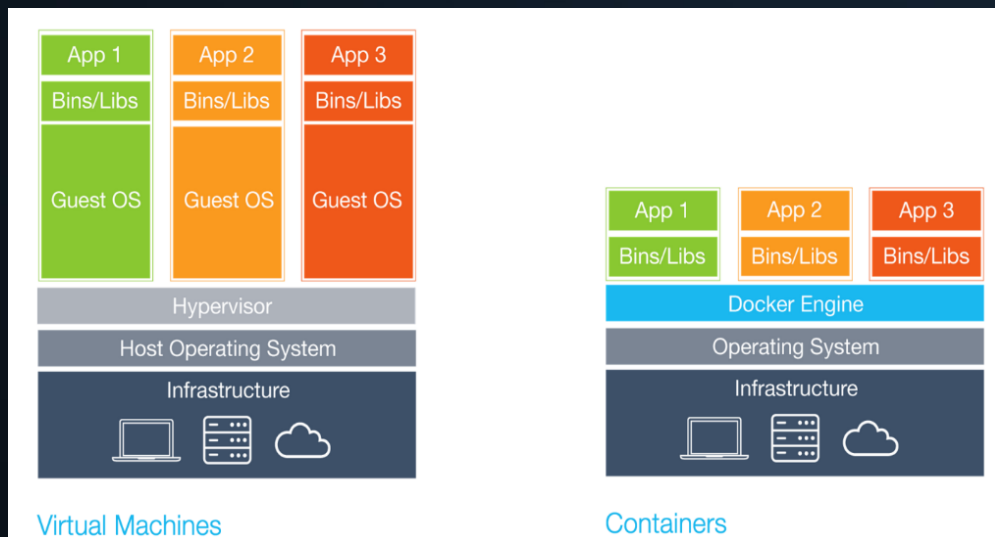 App 1
App 2
App 3
Bins/Libs
Bins/Libs
Bins/Libs
Guest OS
Guest OS
Guest OS
Hypervisor
Host Operating System
Infrastructure
Virtual Machines
App 1
App 2
App 3
Bins/Libs
Bins/Libs
Bins/Libs
Docker Engine
Operating System
Infrastructure
Containers